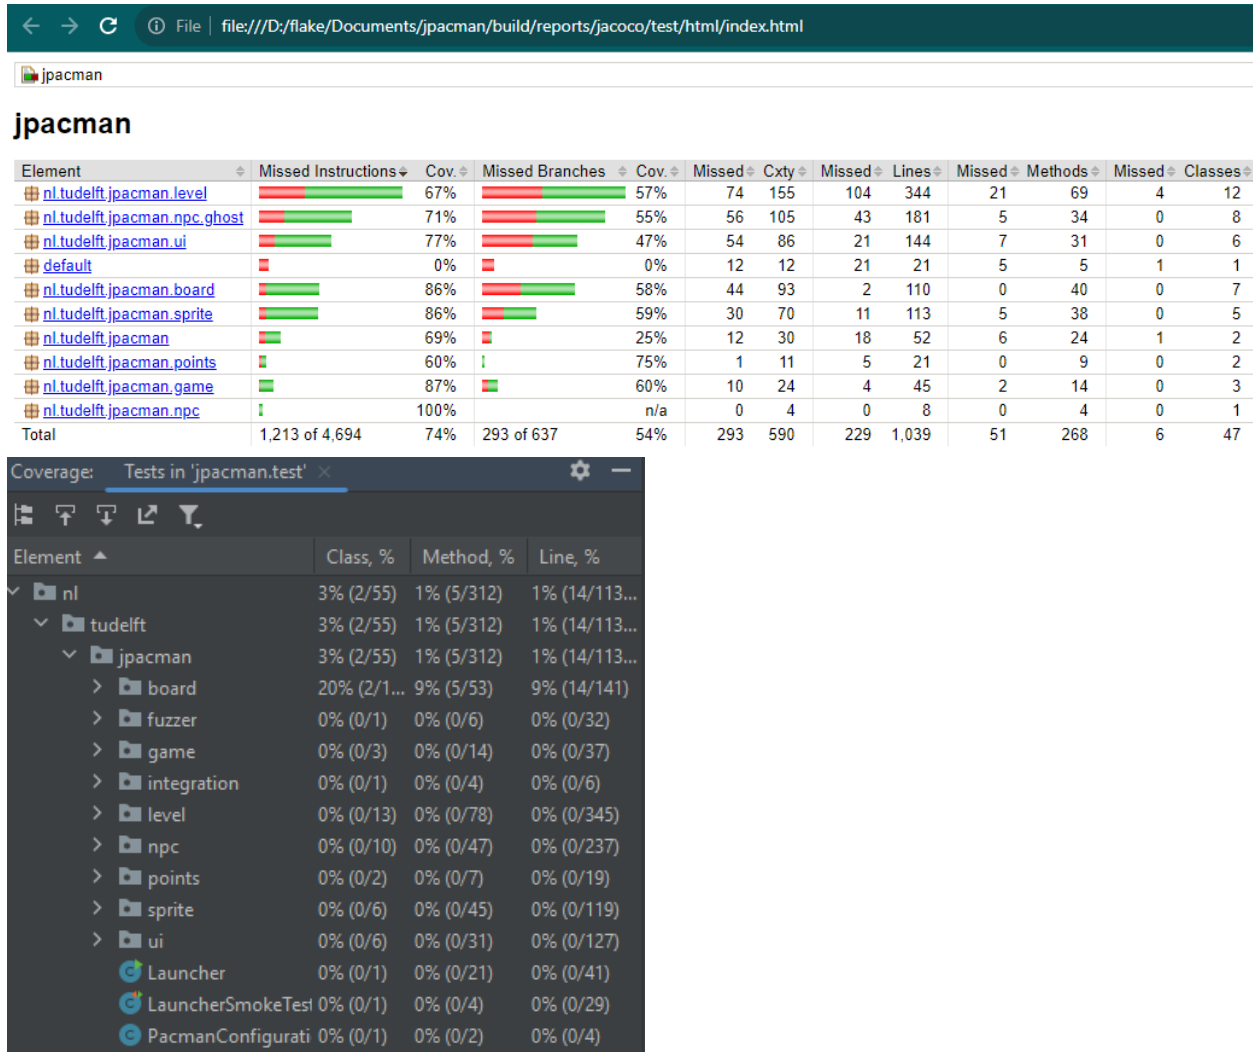 File file:///D:/flake/Documents/jpacman/build/reports/jacoco/test/html/index.html
jpacman
jpacman
Element Missed Instructions Cov. Missed Branches Cov. Missed Cxty Missed Lines Missed Methods Missed Classes
nl.tudelft.jpacman.level 67% 57% 74 155 104 344 21 69 4 12
nl.tudelft.jpacman.npc.ghost 71% 55% 56 105 43 181 5 34 0 8
nl.tudelft.jpacman.ui 77% 47% 54 86 21 144 7 31 0 6
default 0% 0% 12 12 21 21 5 5 1 1
nl.tudelft.jpacman.board 86% 58% 44 93 2 110 0 40 0 7
nl.tudelft.jpacman.sprite 86% 59% 30 70 11 113 5 38 0 5
nl.tudelft.jpacman 69% 25% 12 30 18 52 6 24 1 2
nl.tudelft.jpacman.points 60% 75% 1 11 5 21 0 9 0 2
nl.tudelft.jpacman.game 87% 60% 10 24 4 45 2 14 0 3
nl.tudelft.jpacman.npc 100% n/a 0 4 0 8 0 4 0 1
Total 1,213 of 4,694 74% 293 of 637 54% 293 590 229 1,039 51 268 6 47
Coverage: Tests in 'jpacman.test' ×
Element Class, % Method, % Line, %
nl 3% (2/55) 1% (5/312) 1% (14/113...
tudelft 3% (2/55) 1% (5/312) 1% (14/113...
jpacman 3% (2/55) 1% (5/312) 1% (14/113...
board 20% (2/1... 9% (5/53) 9% (14/141)
fuzzer 0% (0/1) 0% (0/6) 0% (0/32)
game 0% (0/3) 0% (0/14) 0% (0/37)
integration 0% (0/1) 0% (0/4) 0% (0/6)
level 0% (0/13) 0% (0/78) 0% (0/345)
npc 0% (0/10) 0% (0/47) 0% (0/237)
points 0% (0/2) 0% (0/7) 0% (0/19)
sprite 0% (0/6) 0% (0/45) 0% (0/119)
ui 0% (0/6) 0% (0/31) 0% (0/127)
Launcher 0% (0/1) 0% (0/21) 0% (0/41)
LauncherSmokeTest 0% (0/1) 0% (0/4) 0% (0/29)
PacmanConfigurati 0% (0/1) 0% (0/2) 0% (0/4)